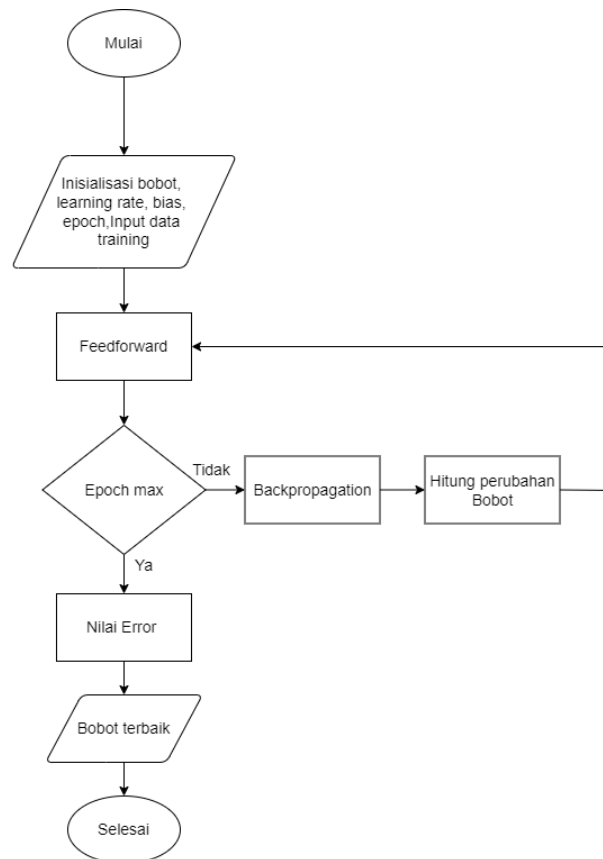 Mulai
Inisialisasi bobot,
learning rate, bias,
epoch,Input data
training
Feedforward
Epoch max
Tidak
Backpropagation
Hitung perubahan
Bobot
Ya
Nilai Error
Bobot terbaik
Selesai